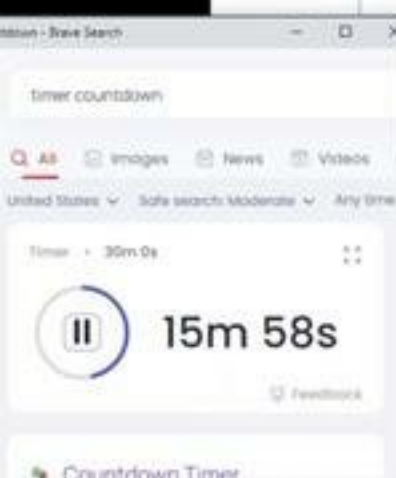 tdown - Brave Search
timer countdown
All Images News Videos
United States Safe search: Moderate Any time
Timer • 30m 0s
15m 58s
Feedback
Countdown Timer